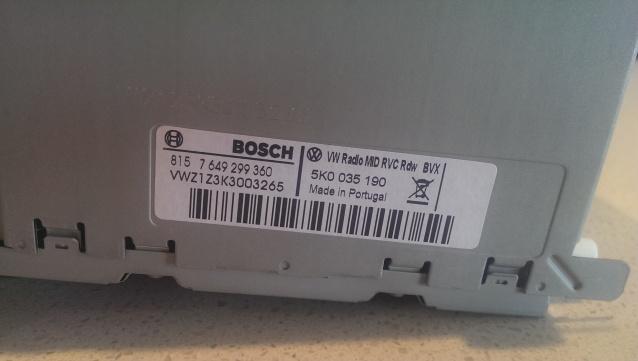 BOSCH
815 7 649 299 360
VWZ1Z3K3003265
VW Radio MID RVC Rdw BVX
5K0 035 190
Made in Portugal